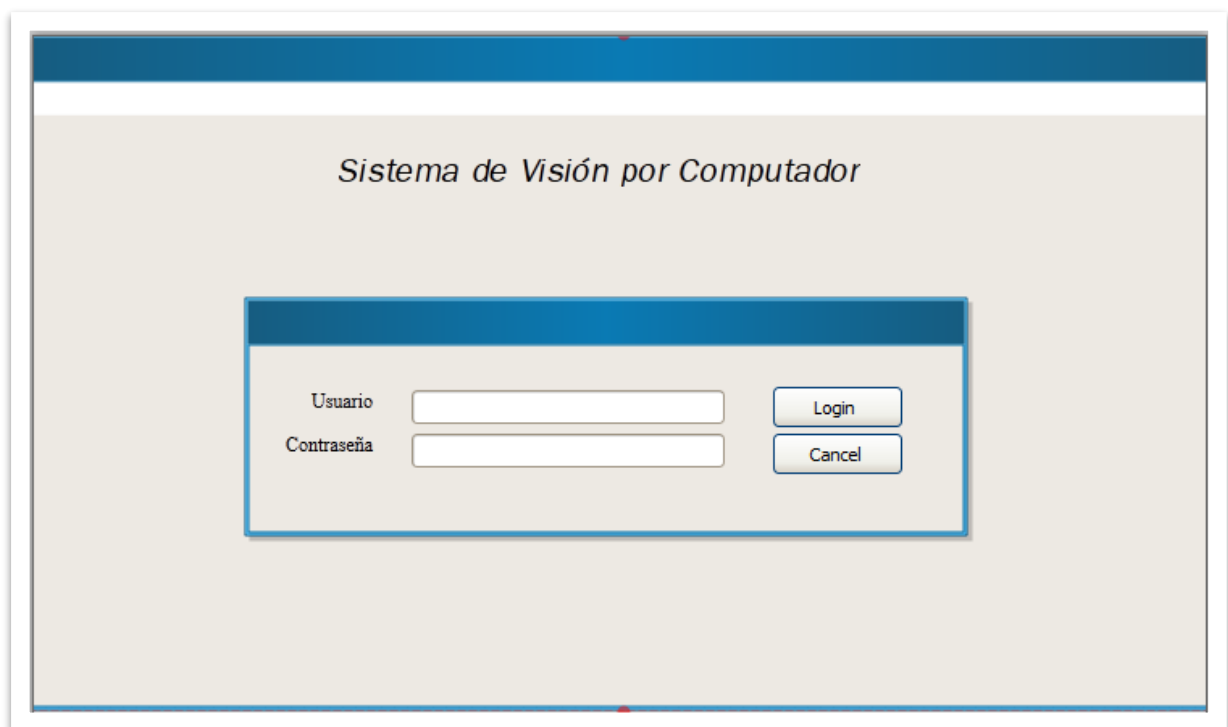 Sistema de Visión por Computador
Usuario
Login
Contraseña
Cancel